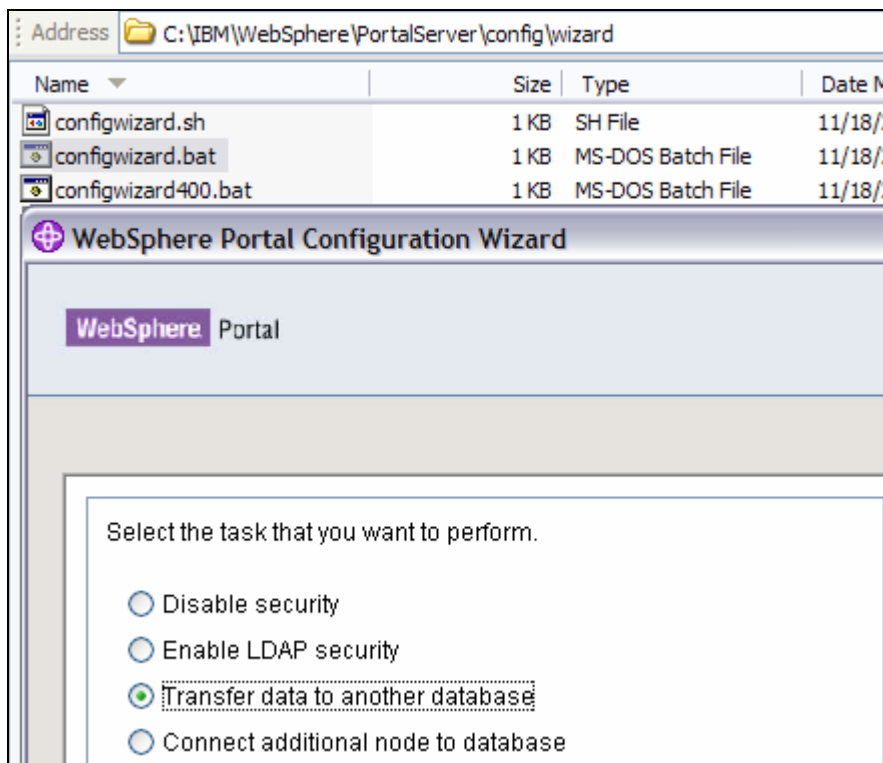 Address C:\IBM\WebSphere\PortalServer\config\wizard
Name Size Type Date M
configwizard.sh 1 KB SH File 11/18/
configwizard.bat 1 KB MS-DOS Batch File 11/18/
configwizard400.bat 1 KB MS-DOS Batch File 11/18/
WebSphere Portal Configuration Wizard
WebSphere. Portal
Select the task that you want to perform.
Disable security
Enable LDAP security
Transfer data to another database
Connect additional node to database